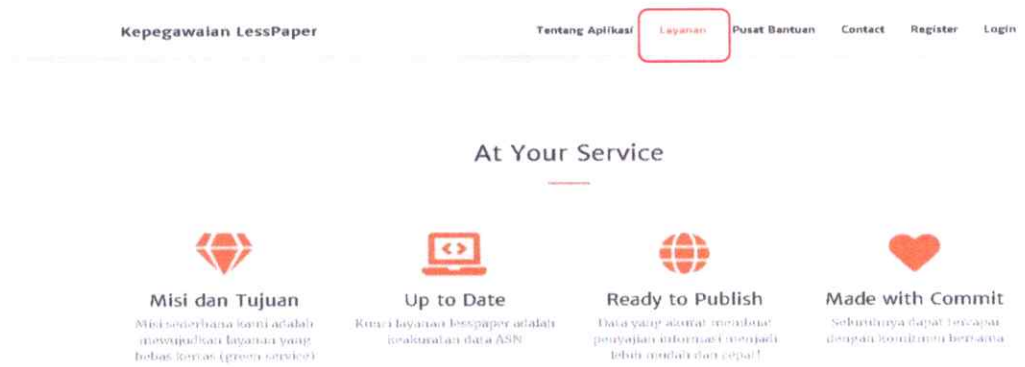 Kepegawaian LessPaper
Tentang Aplikasi Layanan Pusat Bantuan Contact Register Login
At Your Service
Misi dan Tujuan
Misi sederhana kami adalah
mewujudkan layanan yang
bebas kertas (green service)
Up to Date
Kunci layanan lesspaper adalah
keakuratan data ASN
Ready to Publish
Data yang akurat membuat
penyajian informasi menjadi
lebih mudah dan cepat!
Made with Commit
Seluruhnya dapat tercapai
dengan komitmen bersama